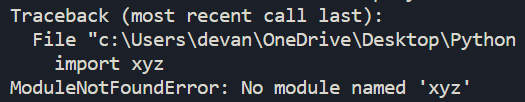 Traceback (most recent call last):
File "c:\Users\devan\OneDrive\Desktop\Python
import xyz
ModuleNotFoundError: No module named 'xyz'